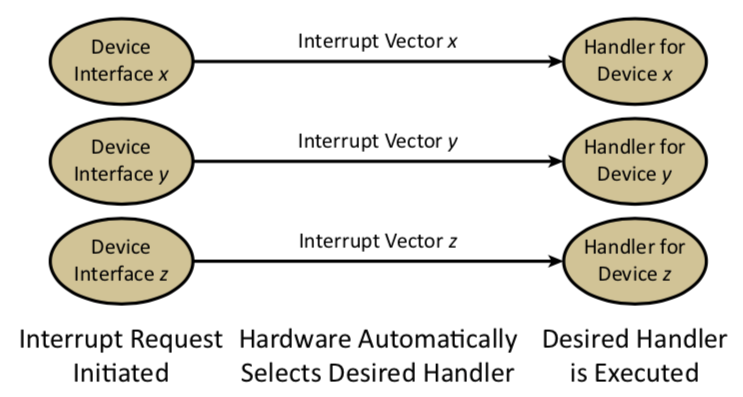 Device
Interface x
Interrupt Vector x
Handler for
Device x
Device
Interface y
Interrupt Vector y
Handler for
Device y
Device
Interface z
Interrupt Vector z
Handler for
Device z
Interrupt Request
Initiated
Hardware Automatically
Selects Desired Handler
Desired Handler
is Executed